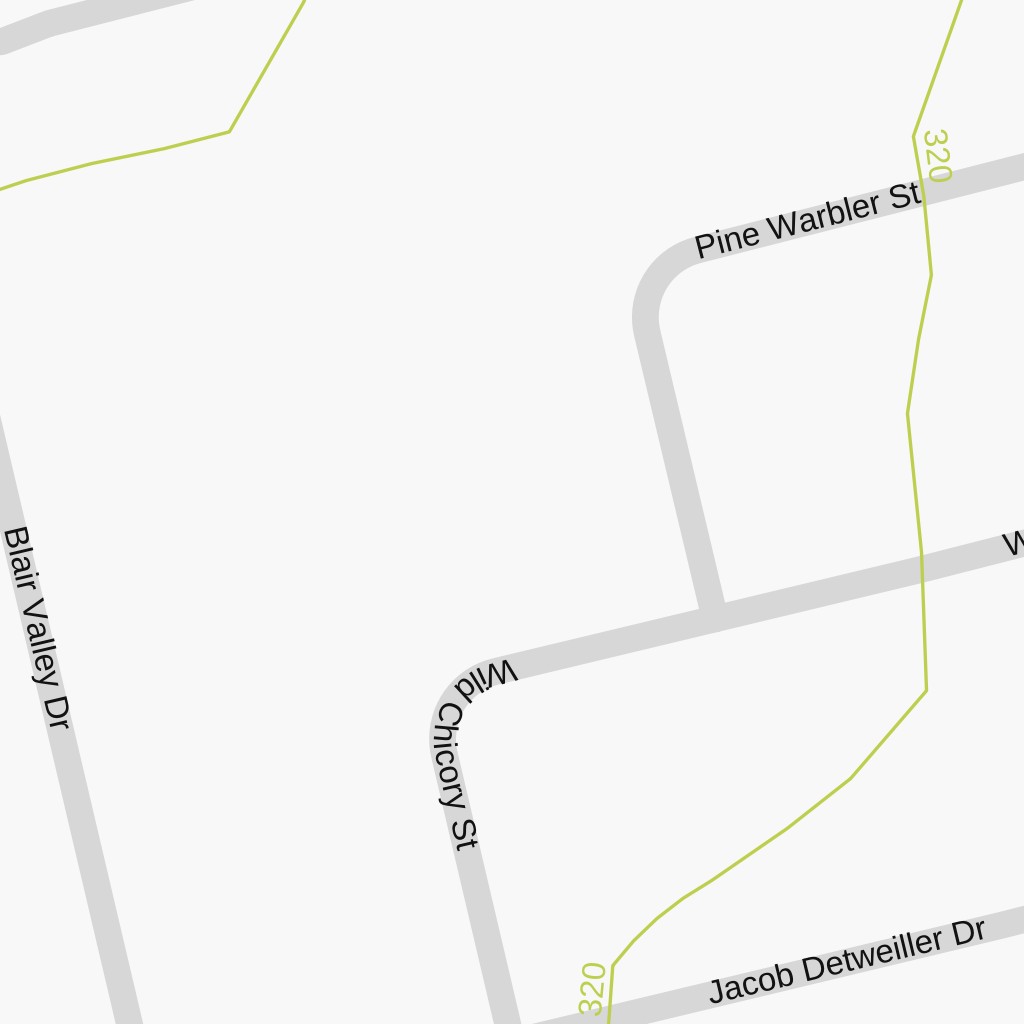 320
Pine Warbler St
Blair Valley Dr
W
Wild Chicory St
Jacob Detweiller Dr
320